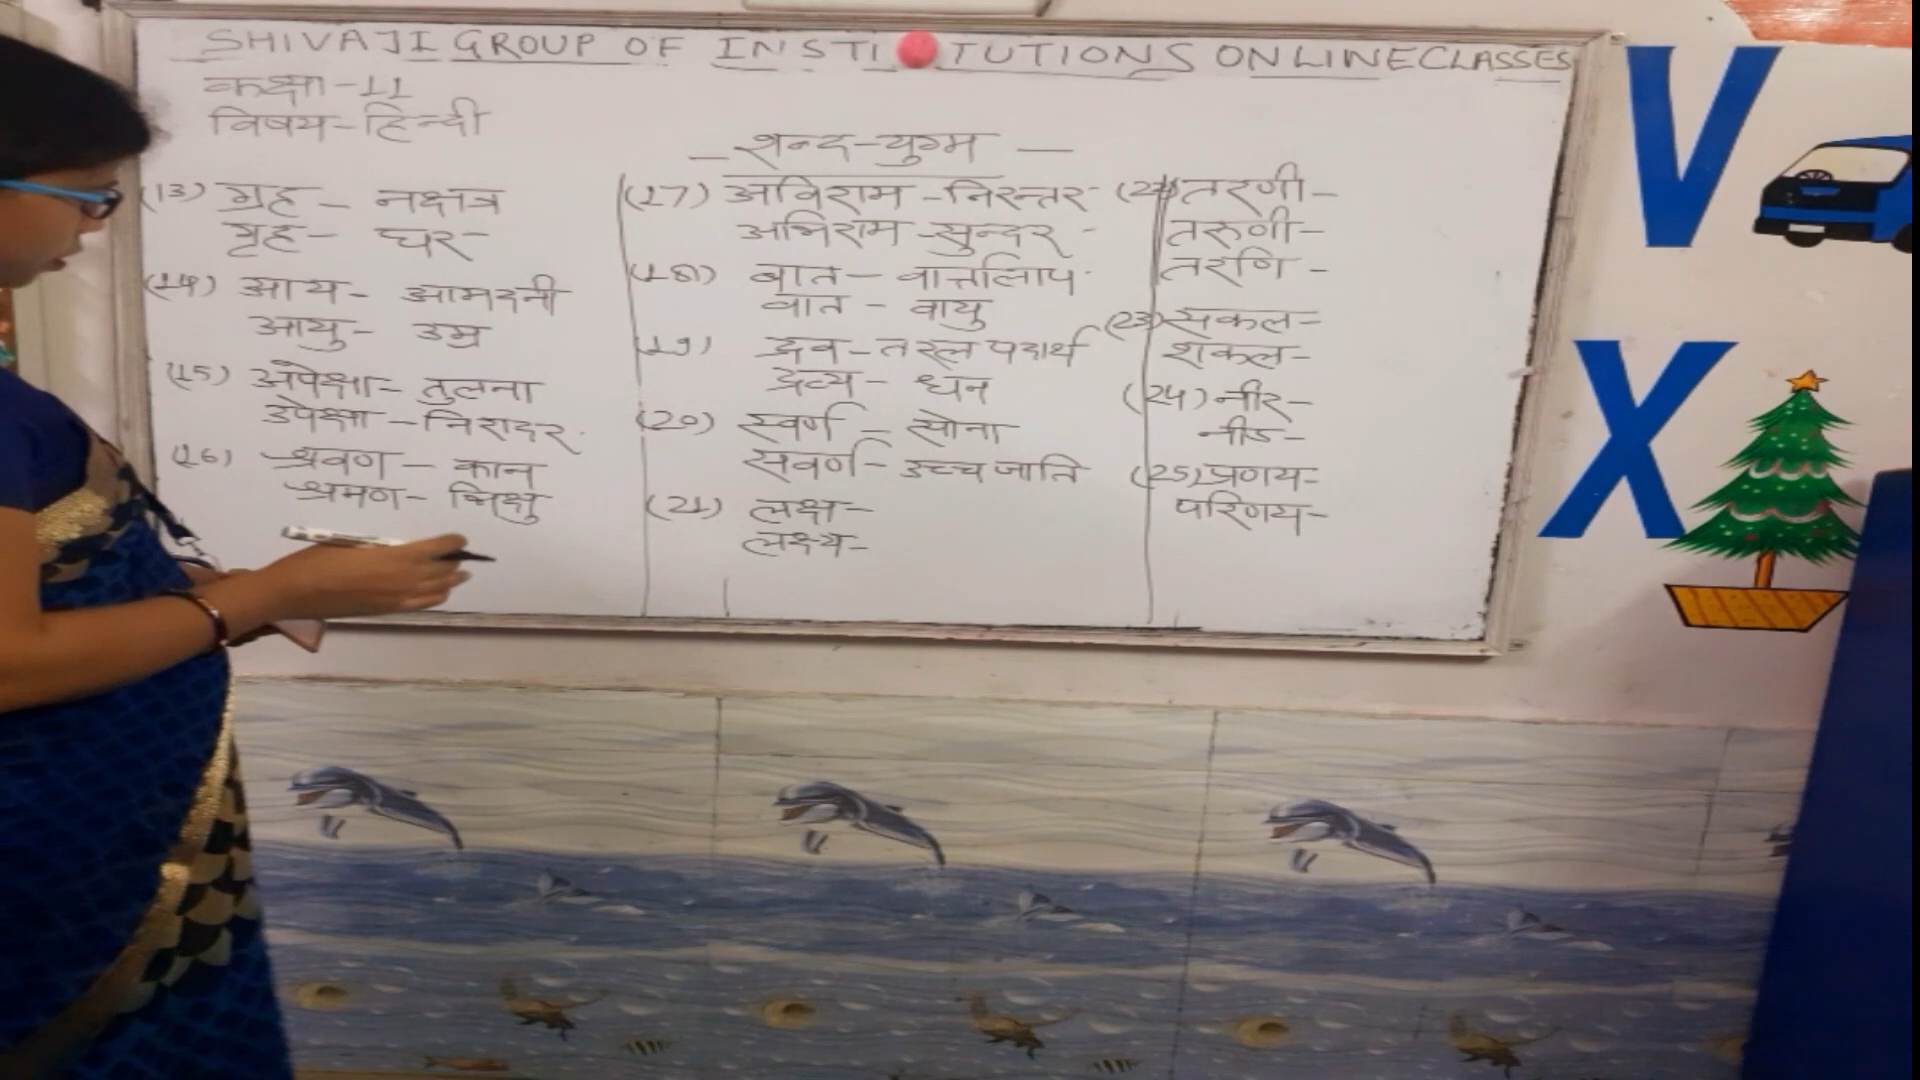 SHIVAJI GROUP OF INSTITUTIONS ONLINE CLASSES
कक्षा-11
विषय-हिन्दी
शब्द-युग्म
(13) ग्रह - नक्षत्र
गृह - घर
(14) आय - आमदनी
आयु - उम्र
(15) अपेक्षा - तुलना
उपेक्षा - निरादर
(16) श्रवण - कान
श्रमण - भिक्षु
(17) अविराम - निरन्तर
अभिराम - सुन्दर
(18) बात - वार्त्तालाप
वात - वायु
(19) द्रव - तरल पदार्थ
द्रव्य - धन
(20) स्वर्ण - सोना
सवर्ण - उच्च जाति
(21) लक्ष -
लक्ष्य -
(22) तरणी -
तरुणी -
तरणि -
(23) सकल -
शकल -
(24) नीर -
नीड -
(25) प्रणय -
परिणय -
V
X